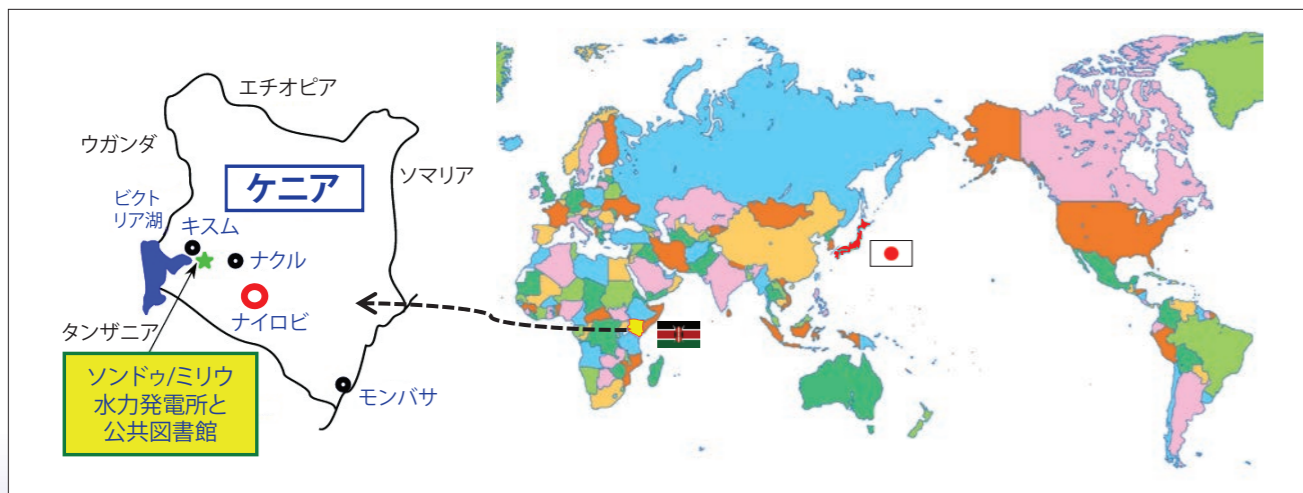 エチオピア
ウガンダ
ケニア
ソマリア
ビクト
リア湖
キスム
ナクル
ナイロビ
タンザニア
ソンドゥ/ミリウ
水力発電所と
公共図書館
モンバサ